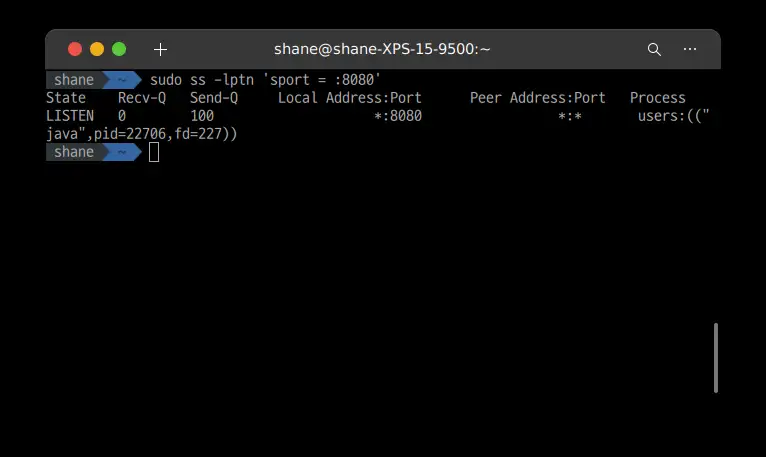 shane@shane-XPS-15-9500:~
shane ~ sudo ss -lptn 'sport = :8080'
State Recv-Q Send-Q Local Address:Port Peer Address:Port Process
LISTEN 0 100 *:8080 *:* users:(("
java",pid=22706,fd=227))
shane ~